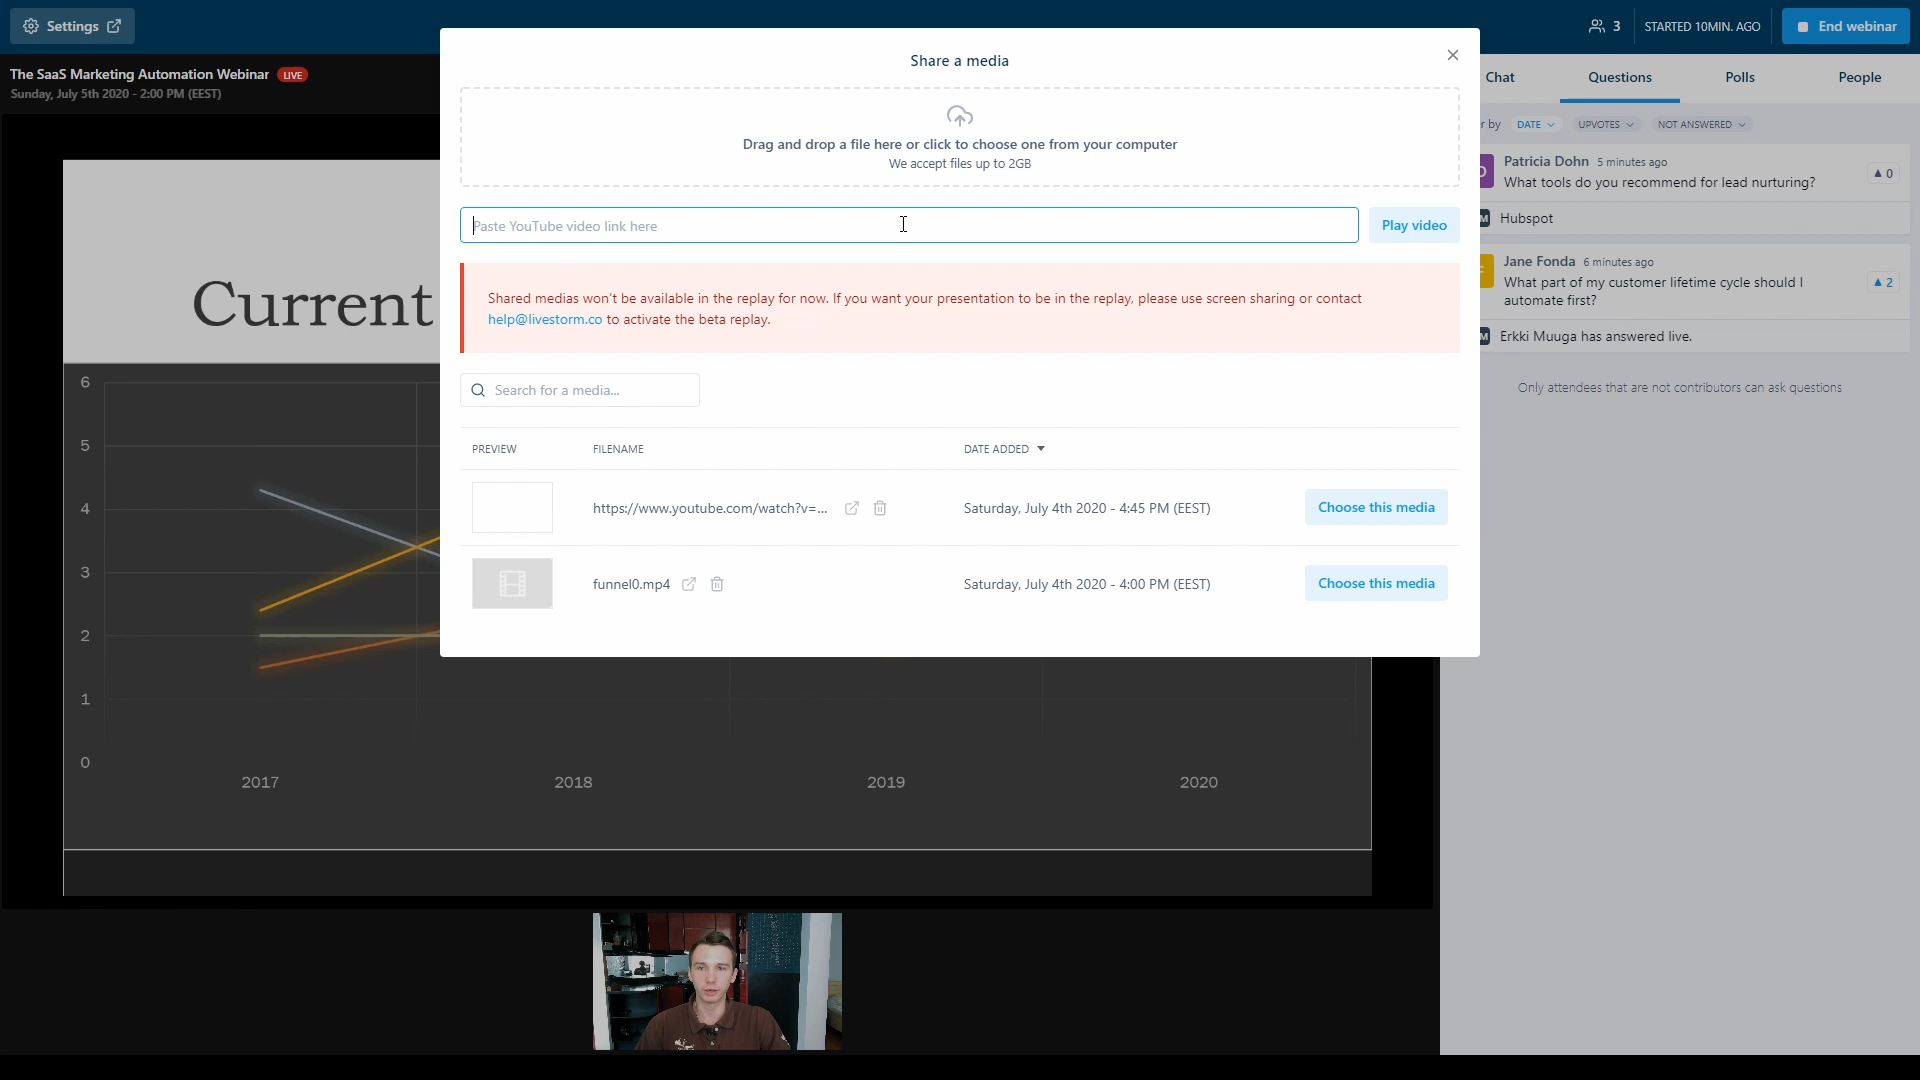 Settings
3
STARTED 10MIN. AGO
End webinar
The SaaS Marketing Automation Webinar LIVE
Sunday, July 5th 2020 - 2:00 PM (EEST)
Share a media
Drag and drop a file here or click to choose one from your computer
We accept files up to 2GB
Paste YouTube video link here
Play video
Shared medias won't be available in the replay for now. If you want your presentation to be in the replay, please use screen sharing or contact
help@livestorm.co to activate the beta replay.
Search for a media...
PREVIEW FILENAME DATE ADDED
https://www.youtube.com/watch?v=... Saturday, July 4th 2020 - 4:45 PM (EEST) Choose this media
funnel0.mp4 Saturday, July 4th 2020 - 4:00 PM (EEST) Choose this media
Current
6
5
4
3
2
1
0
2017 2018 2019 2020
Chat Questions Polls People
by DATE UPVOTES NOT ANSWERED
Patricia Dohn 5 minutes ago
What tools do you recommend for lead nurturing?
0
Hubspot
Jane Fonda 6 minutes ago
What part of my customer lifetime cycle should I
automate first?
2
Erkki Muuga has answered live.
Only attendees that are not contributors can ask questions